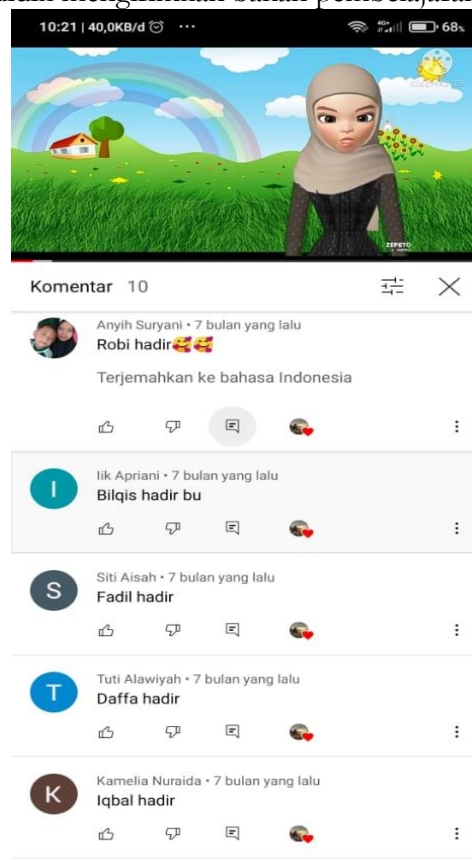 10:21 | 40,0KB/d ... 4G+ 68%
KINEMASTER
ZEPETO
Komentar 10
Anyih Suryani • 7 bulan yang lalu
Robi hadir🥰🥰
Terjemahkan ke bahasa Indonesia
I
Iik Apriani • 7 bulan yang lalu
Bilqis hadir bu
S
Siti Aisah • 7 bulan yang lalu
Fadil hadir
T
Tuti Alawiyah • 7 bulan yang lalu
Daffa hadir
K
Kamelia Nuraida • 7 bulan yang lalu
Iqbal hadir